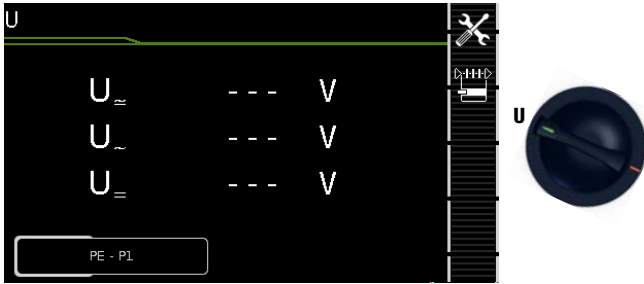 U
U≃ --- V
U~ --- V
U= --- V
PE - P1
U